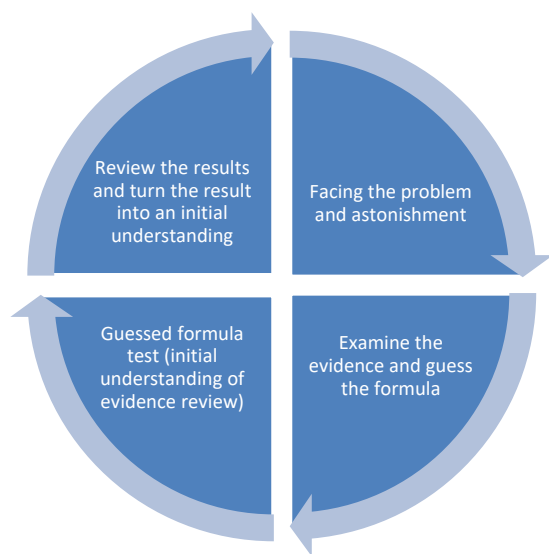 Review the results
and turn the result
into an initial
understanding
Facing the problem
and astonishment
Examine the
evidence and guess
the formula
Guessed formula
test (initial
understanding of
evidence review)